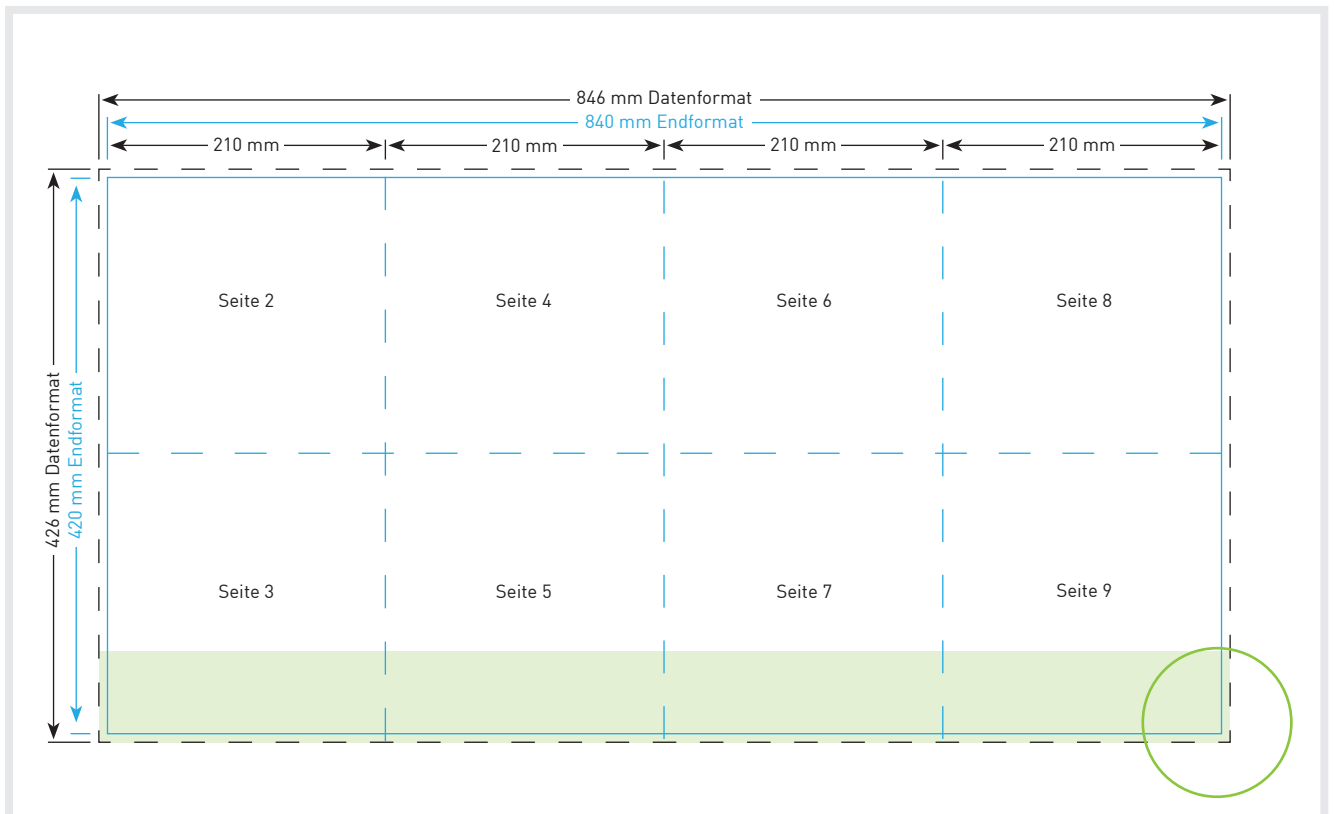 846 mm Datenformat
840 mm Endformat
210 mm
210 mm
210 mm
210 mm
426 mm Datenformat
420 mm Endformat
Seite 2
Seite 4
Seite 6
Seite 8
Seite 3
Seite 5
Seite 7
Seite 9